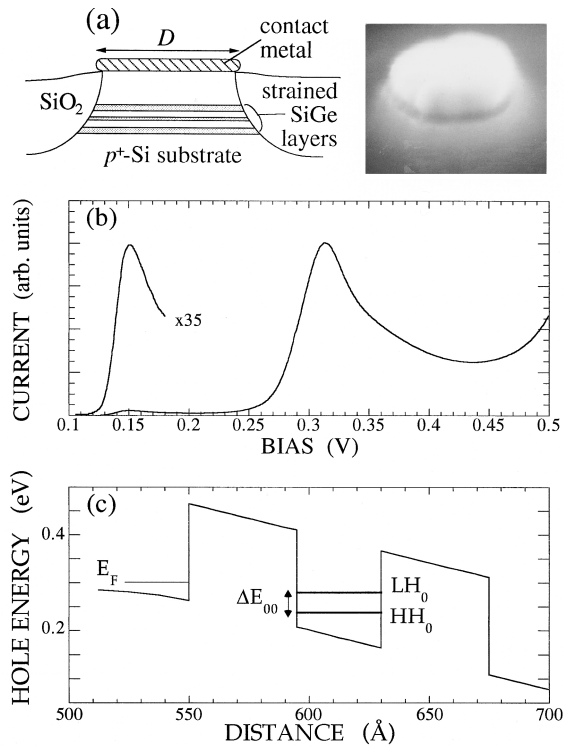 (a)
D
contact
metal
SiO2
strained
SiGe
layers
p+-Si substrate
(b)
CURRENT (arb. units)
x35
0.1 0.15 0.2 0.25 0.3 0.35 0.4 0.45 0.5
BIAS (V)
(c)
HOLE ENERGY (eV)
0.4
0.2
EF
ΔE00
LH0
HH0
500 550 600 650 700
DISTANCE (Å)